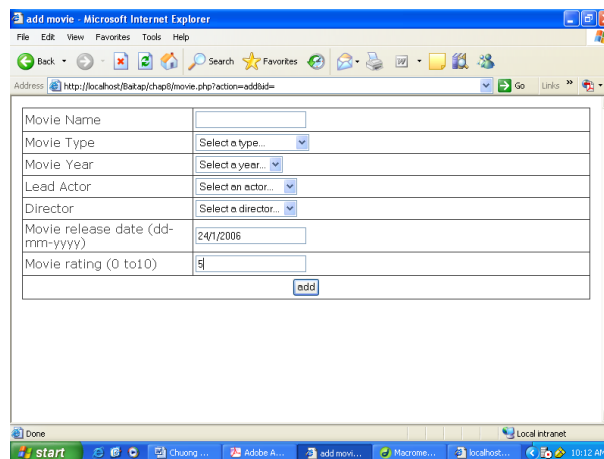 add movie - Microsoft Internet Explorer
File Edit View Favorites Tools Help
Back Search Favorites
Address http://localhost/Baitap/chap8/movie.php?action=add&id= Go Links »
Movie Name
Movie Type Select a type...
Movie Year Select a year...
Lead Actor Select an actor...
Director Select a director...
Movie release date (dd-
mm-yyyy) 24/1/2006
Movie rating (0 to10) 5
add
Done Local intranet
start Chuong ... Adobe A... add movi... Macrome... localhost... 10:12 AM